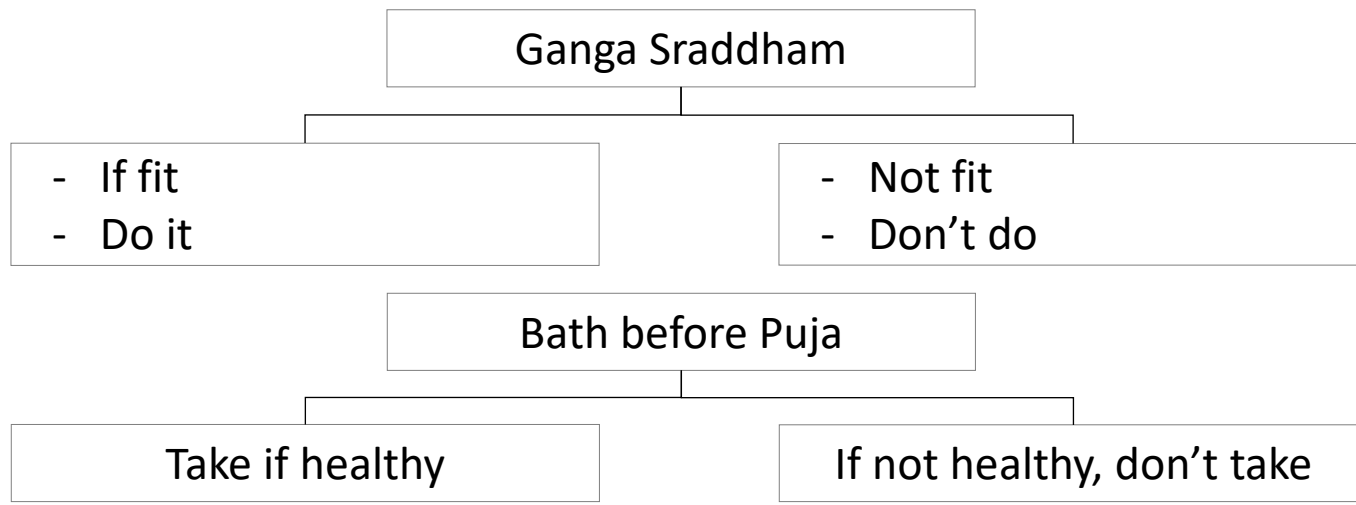 Ganga Sraddham
- If fit
- Do it
- Not fit
- Don’t do
Bath before Puja
Take if healthy
If not healthy, don’t take